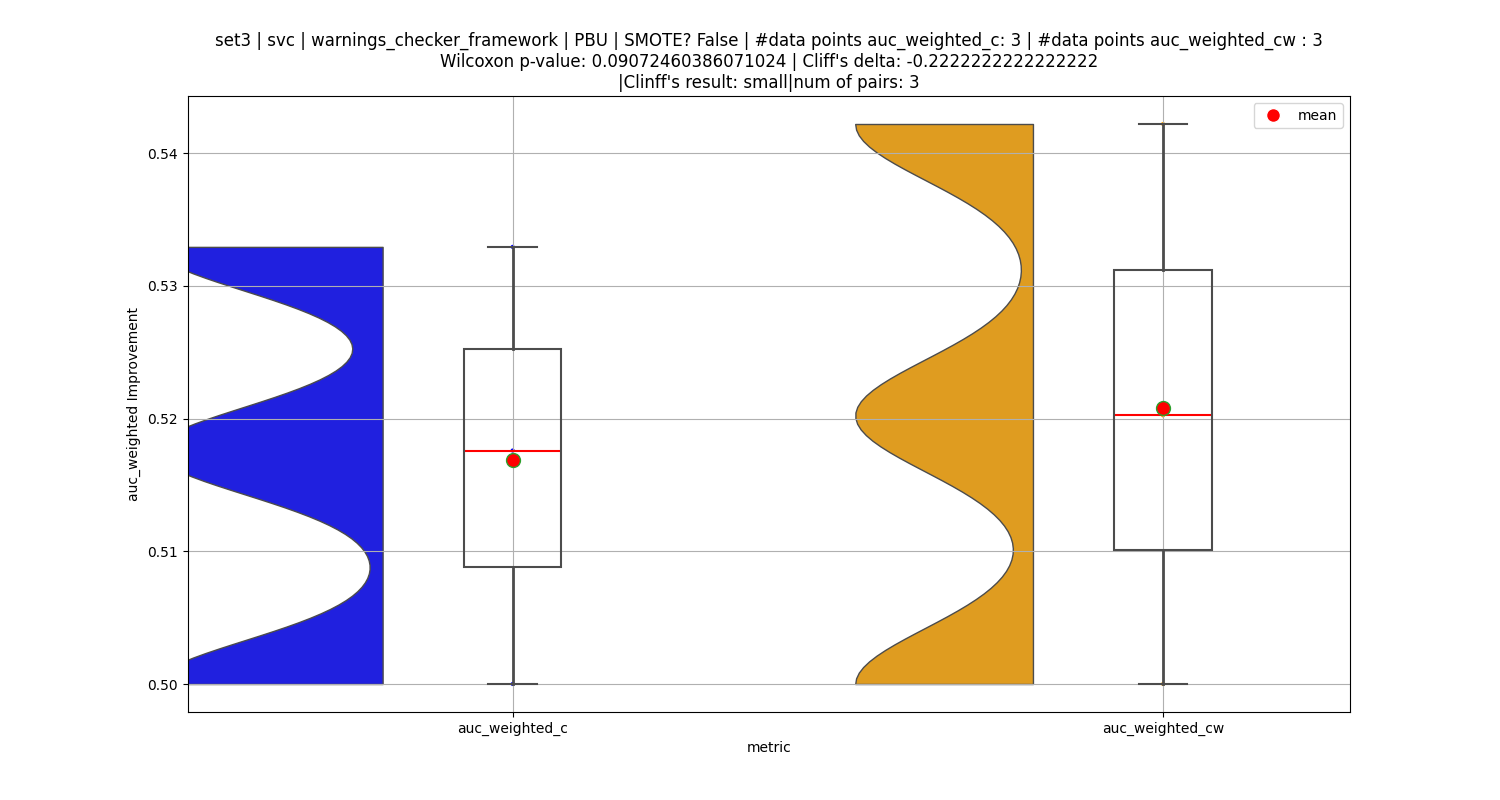 set3 | svc | warnings_checker_framework | PBU | SMOTE? False | #data points auc_weighted_c: 3 | #data points auc_weighted_cw : 3
Wilcoxon p-value: 0.09072460386071024 | Cliff's delta: -0.2222222222222222
|Clinff's result: small|num of pairs: 3
mean
0.54
0.53
0.52
0.51
0.50
auc_weighted Improvement
auc_weighted_c
auc_weighted_cw
metric